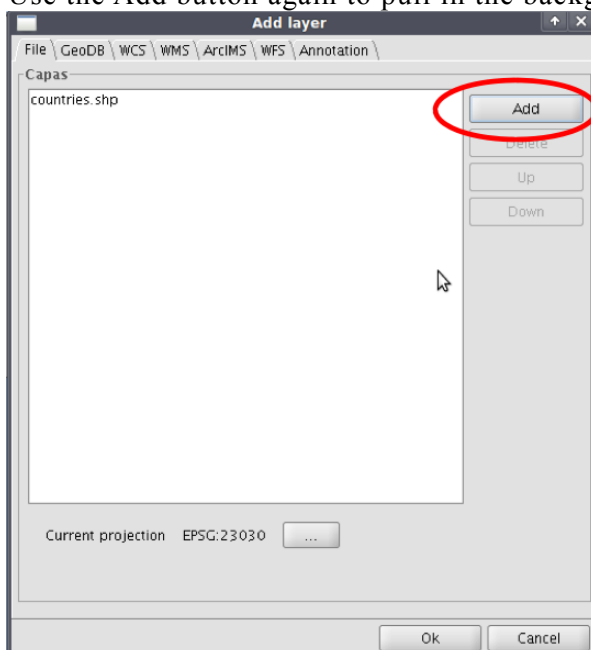 Use the Add button again to pull in the backg
Add layer
File \ GeoDB \ WCS \ WMS \ ArcIMS \ WFS \ Annotation \
Capas
countries.shp
Add
Delete
Up
Down
Current projection EPSG:23030 ...
Ok Cancel